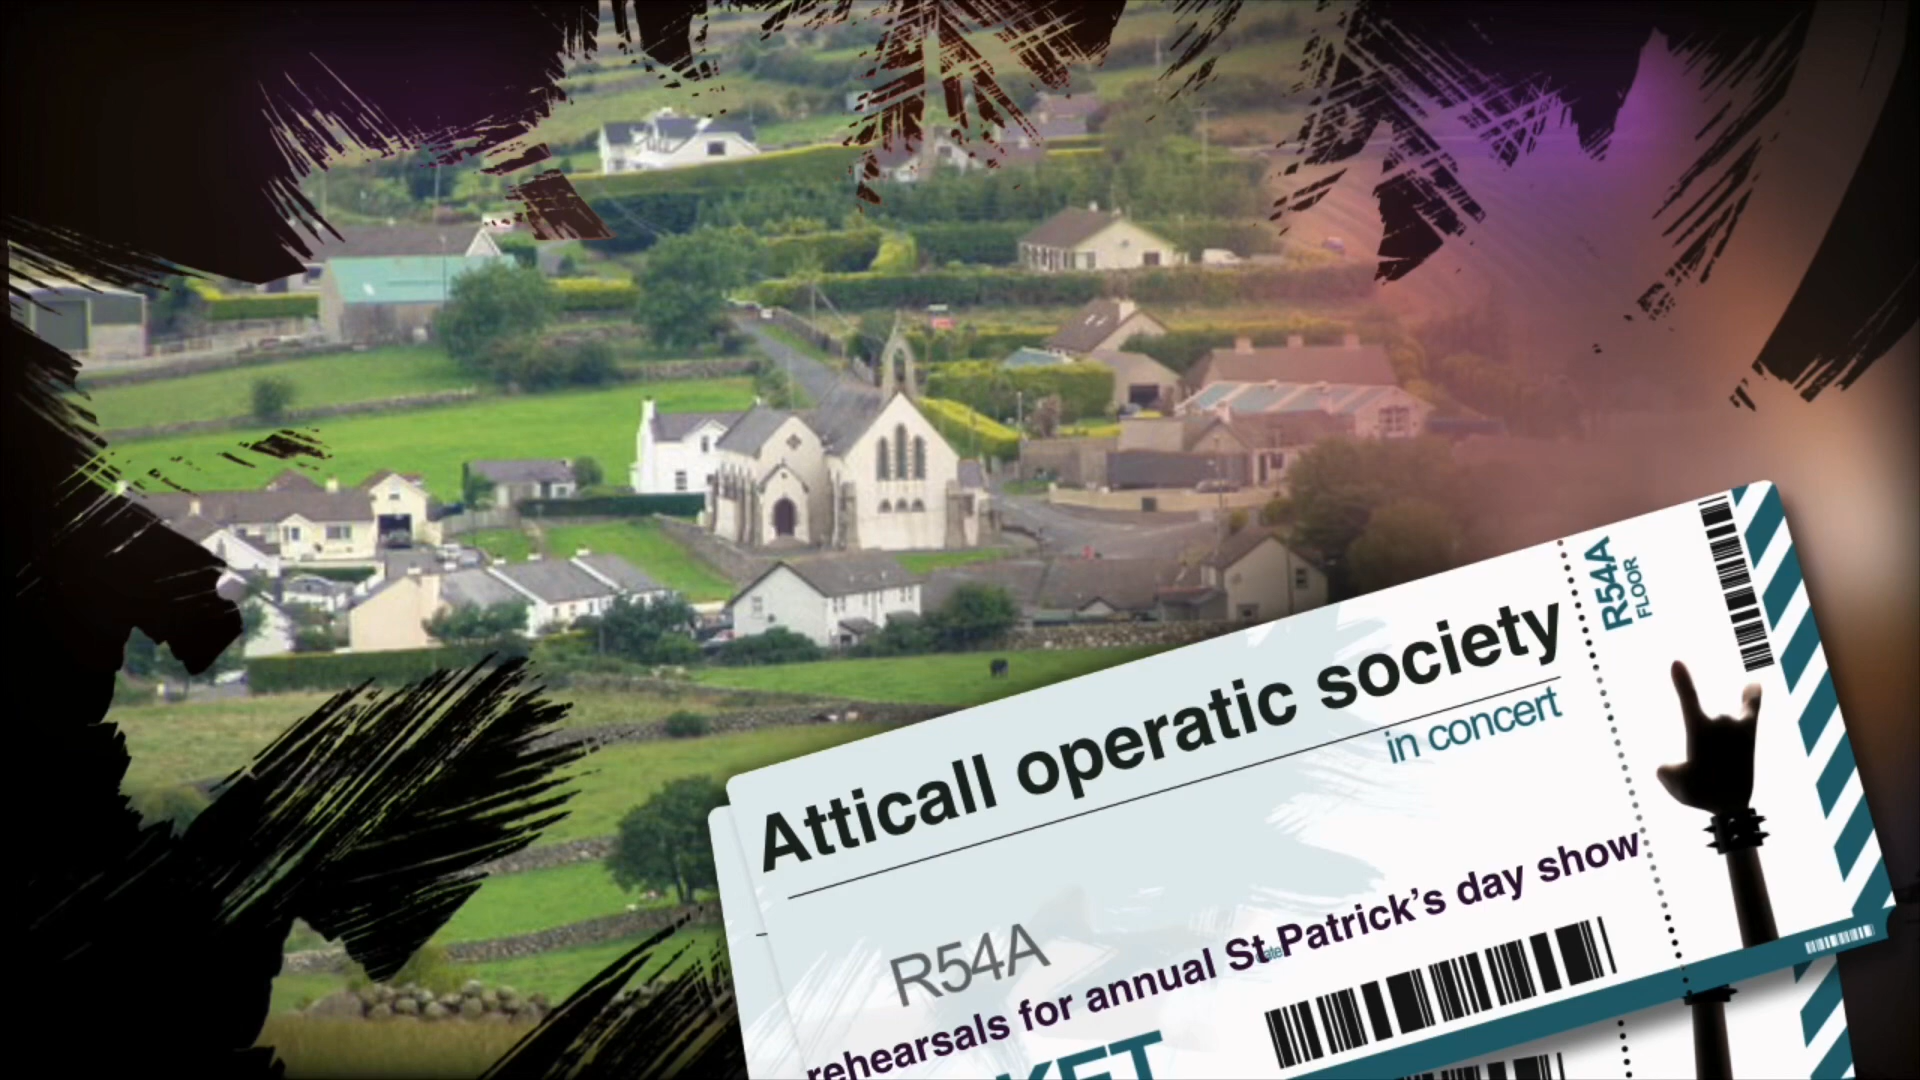 Atticall operatic society
in concert
R54A
rehearsals for annual St Patrick's day show
R54A
FLOOR